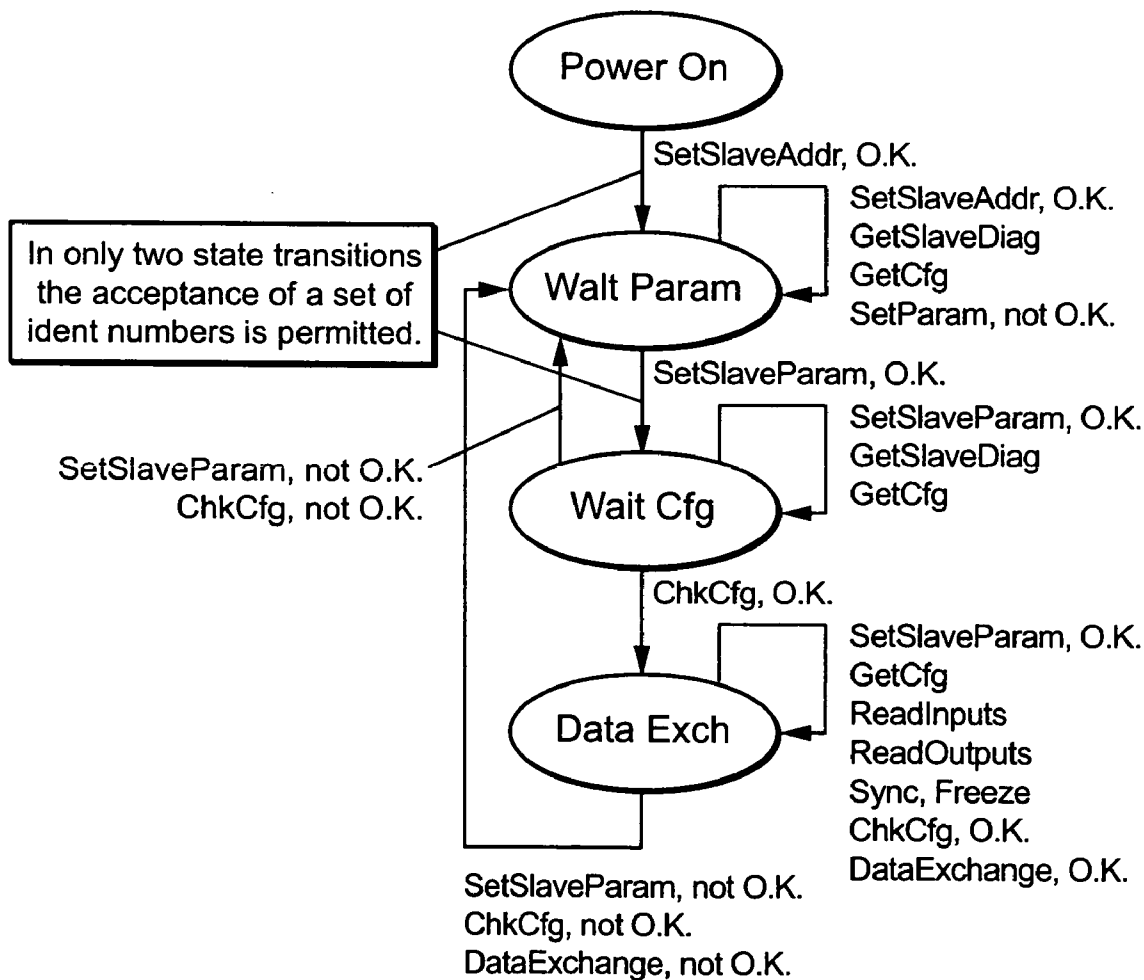 Power On
SetSlaveAddr, O.K.
SetSlaveAddr, O.K.
GetSlaveDiag
GetCfg
SetParam, not O.K.
In only two state transitions
the acceptance of a set of
ident numbers is permitted.
Walt Param
SetSlaveParam, O.K.
SetSlaveParam, O.K.
GetSlaveDiag
GetCfg
SetSlaveParam, not O.K.
ChkCfg, not O.K.
Wait Cfg
ChkCfg, O.K.
SetSlaveParam, O.K.
GetCfg
ReadInputs
ReadOutputs
Sync, Freeze
ChkCfg, O.K.
DataExchange, O.K.
Data Exch
SetSlaveParam, not O.K.
ChkCfg, not O.K.
DataExchange, not O.K.